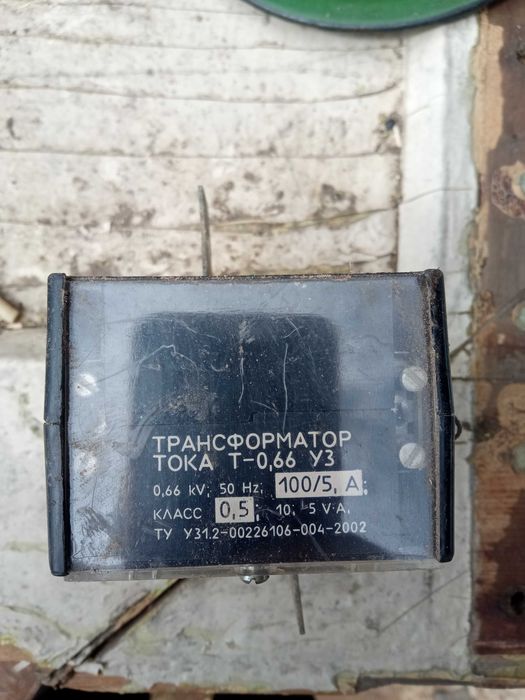 ТРАНСФОРМАТОР
ТОКА Т-0,66 У3
0,66 kV; 50 Hz; 100/5, А;
КЛАСС 0,5; 10; 5 V·A.
ТУ У31.2-00226106-004-2002